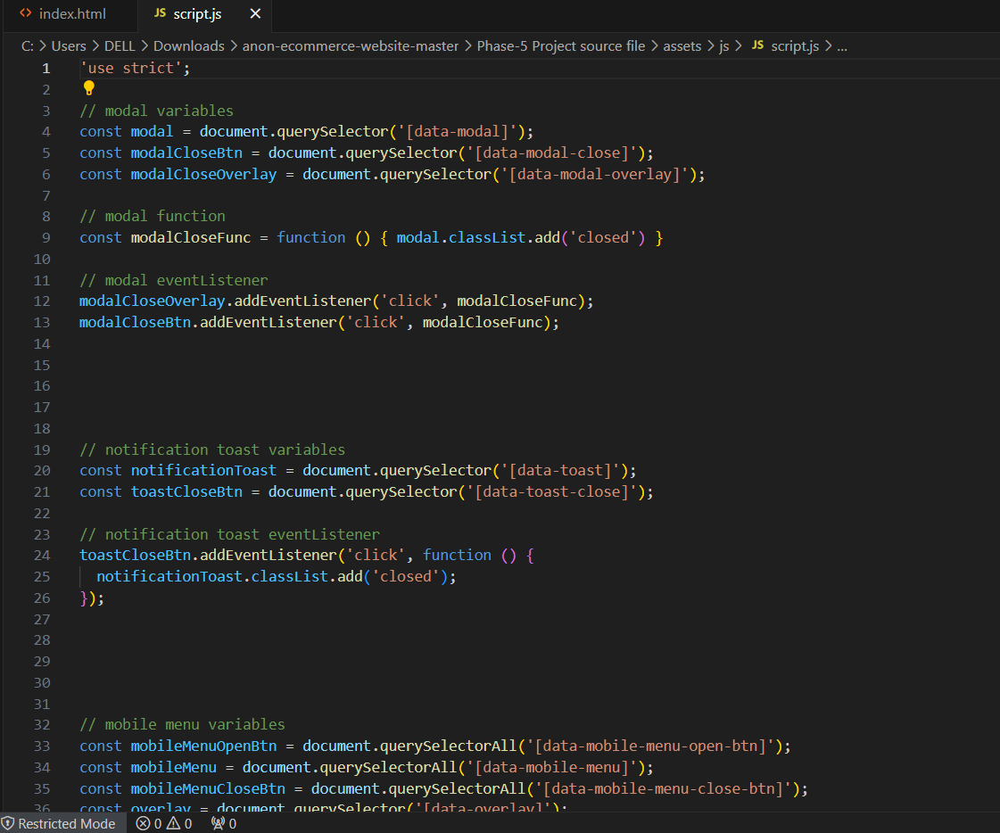 index.html
JS script.js
C: > Users > DELL > Downloads > anon-ecommerce-website-master > Phase-5 Project source file > assets > js > JS script.js > ...
1 'use strict';
2
3 // modal variables
4 const modal = document.querySelector('[data-modal]');
5 const modalCloseBtn = document.querySelector('[data-modal-close]');
6 const modalCloseOverlay = document.querySelector('[data-modal-overlay]');
7
8 // modal function
9 const modalCloseFunc = function () { modal.classList.add('closed') }
10
11 // modal eventListener
12 modalCloseOverlay.addEventListener('click', modalCloseFunc);
13 modalCloseBtn.addEventListener('click', modalCloseFunc);
14
15
16
17
18
19 // notification toast variables
20 const notificationToast = document.querySelector('[data-toast]');
21 const toastCloseBtn = document.querySelector('[data-toast-close]');
22
23 // notification toast eventListener
24 toastCloseBtn.addEventListener('click', function () {
25   notificationToast.classList.add('closed');
26 });
27
28
29
30
31
32 // mobile menu variables
33 const mobileMenuOpenBtn = document.querySelectorAll('[data-mobile-menu-open-btn]');
34 const mobileMenu = document.querySelectorAll('[data-mobile-menu]');
35 const mobileMenuCloseBtn = document.querySelectorAll('[data-mobile-menu-close-btn]');
36 const overlay = document.querySelector('[data-overlay]');
Restricted Mode 0 0 0